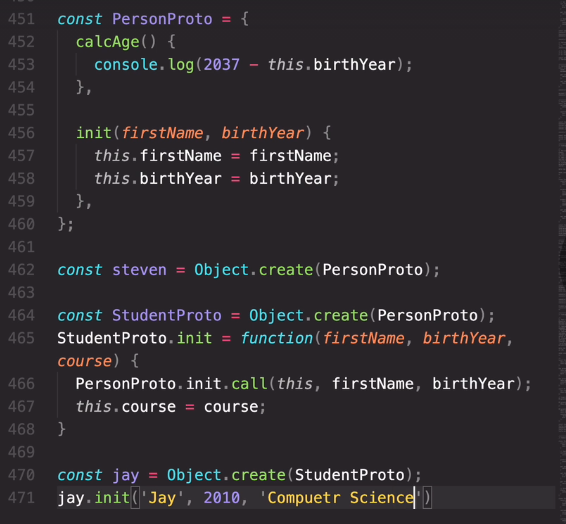 451 const PersonProto = {
452 calcAge() {
453 console.log(2037 - this.birthYear);
454 },
455
456 init(firstName, birthYear) {
457 this.firstName = firstName;
458 this.birthYear = birthYear;
459 },
460 };
461
462 const steven = Object.create(PersonProto);
463
464 const StudentProto = Object.create(PersonProto);
465 StudentProto.init = function(firstName, birthYear,
course) {
466 PersonProto.init.call(this, firstName, birthYear);
467 this.course = course;
468 }
469
470 const jay = Object.create(StudentProto);
471 jay.init('Jay', 2010, 'Compuetr Science')